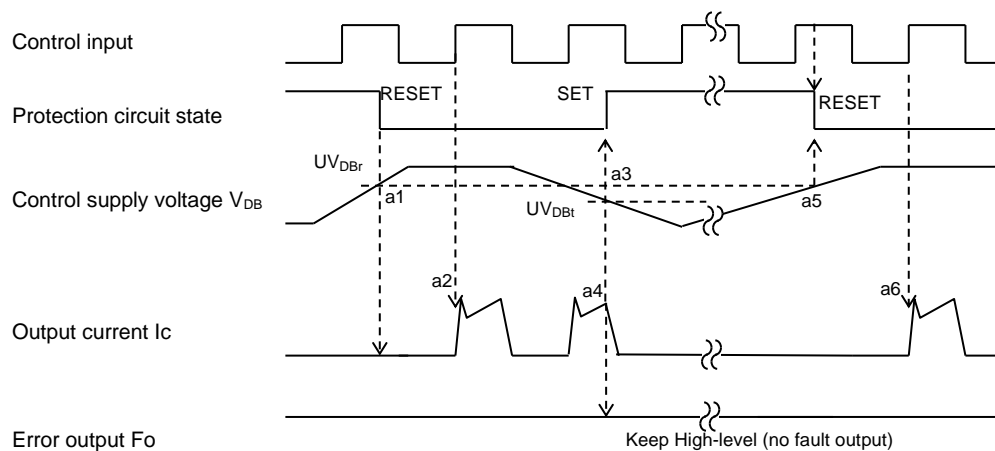 Control input
RESET
SET
Protection circuit state
RESET
UVDBr
a3
a1
Control supply voltage VDB
a5
UVDBt
a2
a4
a6
Output current Ic
Error output Fo
Keep High-level (no fault output)